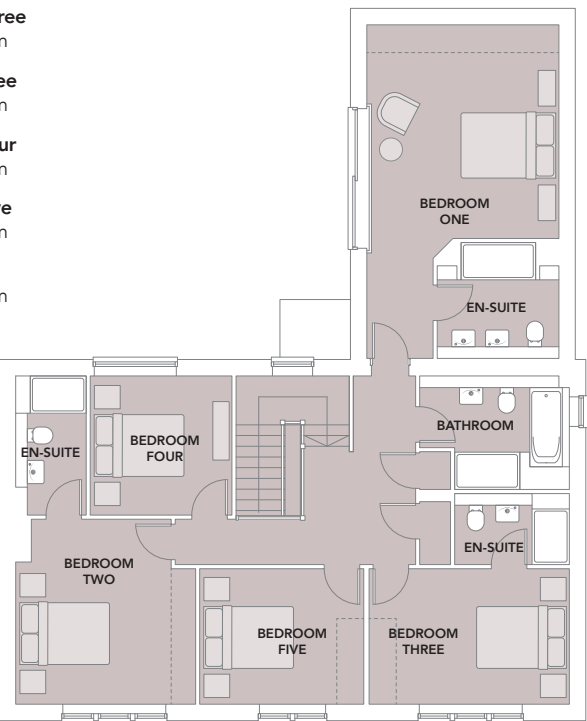 ree
n
ee
n
ur
n
e
n
n
BEDROOM
ONE
EN-SUITE
BATHROOM
EN-SUITE
BEDROOM
FOUR
EN-SUITE
BEDROOM
TWO
BEDROOM
FIVE
BEDROOM
THREE